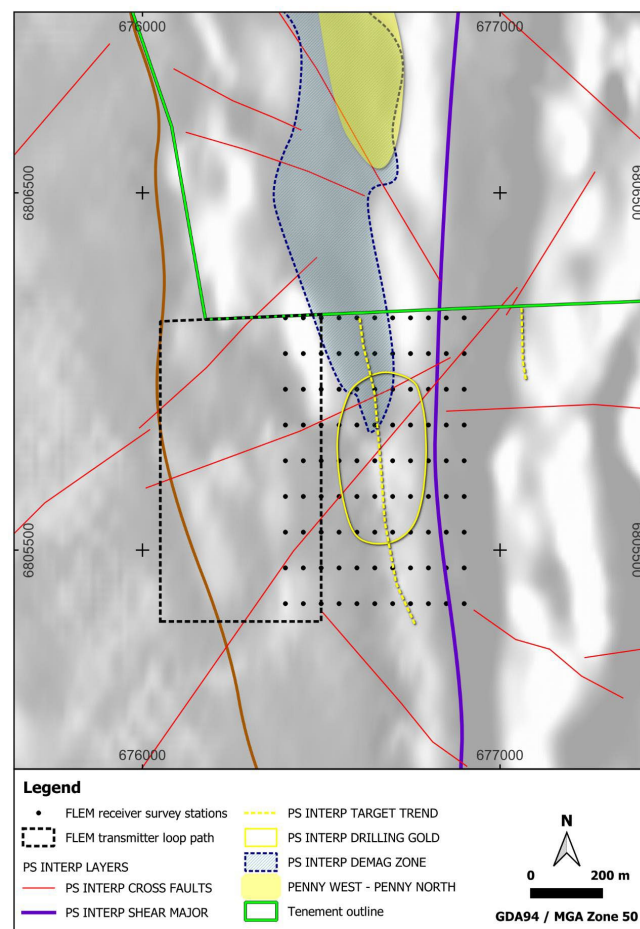 676000
677000
6806500
6806500
6805500
6805500
676000
677000
Legend
FLEM receiver survey stations
FLEM transmitter loop path
PS INTERP LAYERS
PS INTERP CROSS FAULTS
PS INTERP SHEAR MAJOR
PS INTERP TARGET TREND
PS INTERP DRILLING GOLD
PS INTERP DEMAG ZONE
PENNY WEST - PENNY NORTH
Tenement outline
N
0 200 m
GDA94 / MGA Zone 50